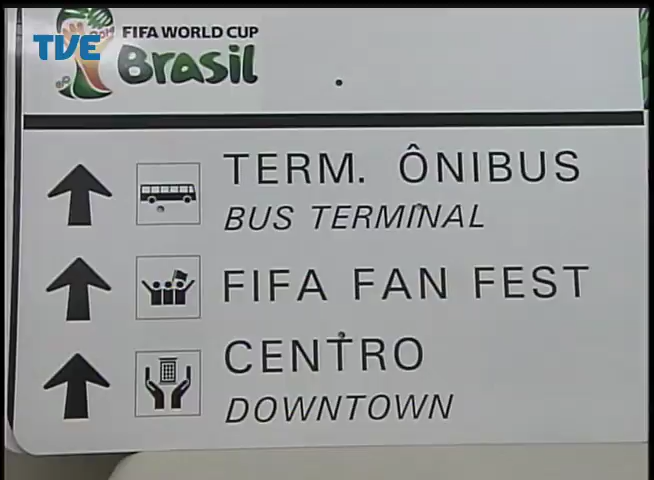 TVE
FIFA WORLD CUP
Brasil
TERM. ÔNIBUS
BUS TERMINAL
FIFA FAN FEST
CENTRO
DOWNTOWN